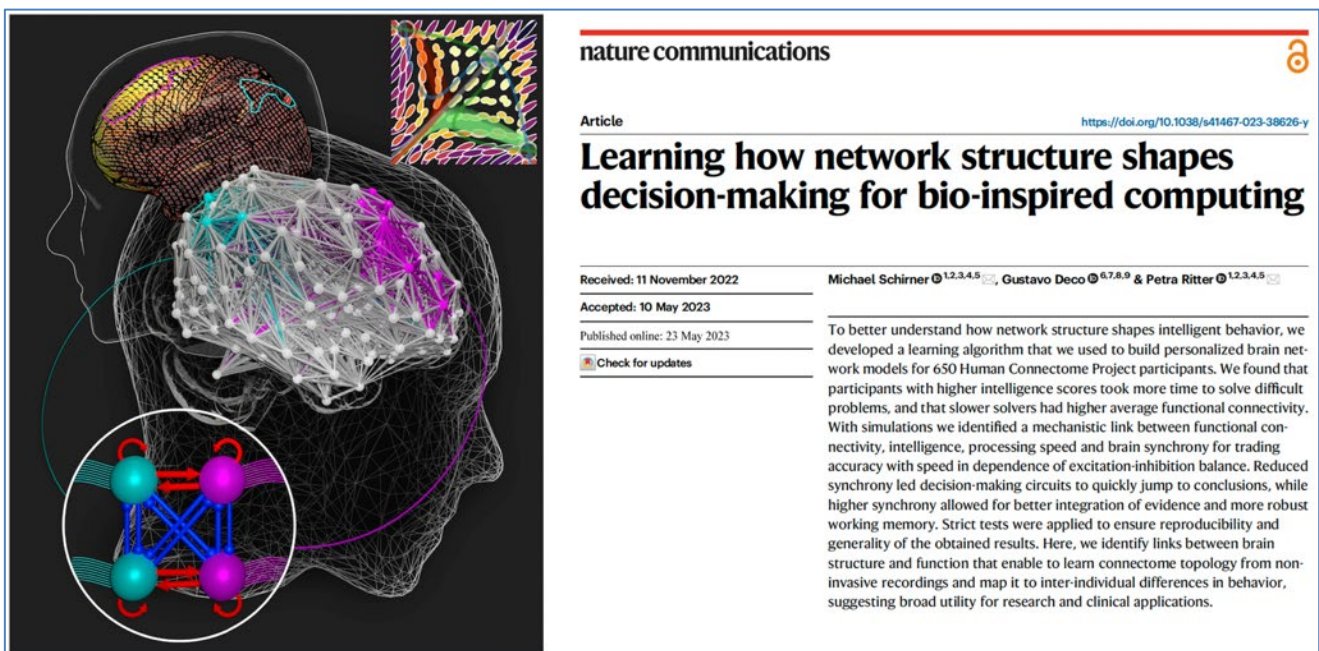 nature communications
Article
https://doi.org/10.1038/s41467-023-38626-y
Learning how network structure shapes
decision-making for bio-inspired computing
Received: 11 November 2022
Accepted: 10 May 2023
Published online: 23 May 2023
Check for updates
Michael Schirner 1,2,3,4,5, Gustavo Deco 6,7,8,9 & Petra Ritter 1,2,3,4,5
To better understand how network structure shapes intelligent behavior, we
developed a learning algorithm that we used to build personalized brain net-
work models for 650 Human Connectome Project participants. We found that
participants with higher intelligence scores took more time to solve difficult
problems, and that slower solvers had higher average functional connectivity.
With simulations we identified a mechanistic link between functional con-
nectivity, intelligence, processing speed and brain synchrony for trading
accuracy with speed in dependence of excitation-inhibition balance. Reduced
synchrony led decision-making circuits to quickly jump to conclusions, while
higher synchrony allowed for better integration of evidence and more robust
working memory. Strict tests were applied to ensure reproducibility and
generality of the obtained results. Here, we identify links between brain
structure and function that enable to learn connectome topology from non-
invasive recordings and map it to inter-individual differences in behavior,
suggesting broad utility for research and clinical applications.